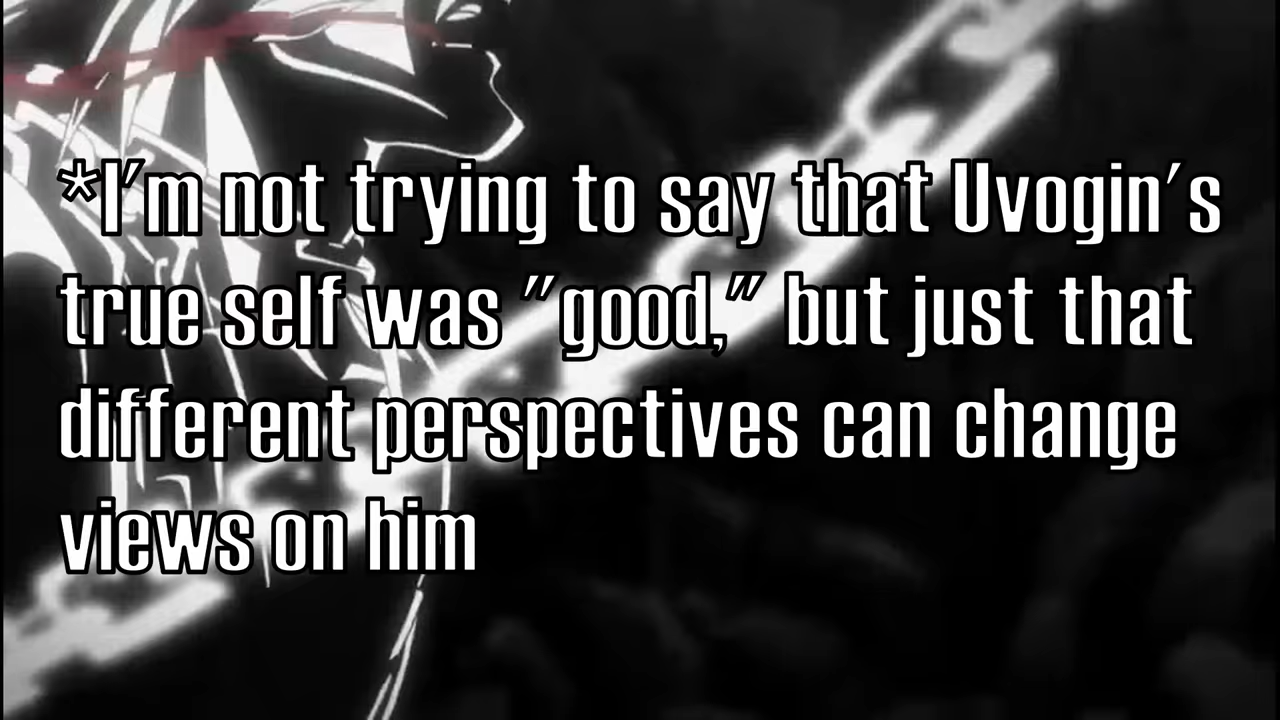 *I'm not trying to say that Uvogin's
true self was "good," but just that
different perspectives can change
views on him